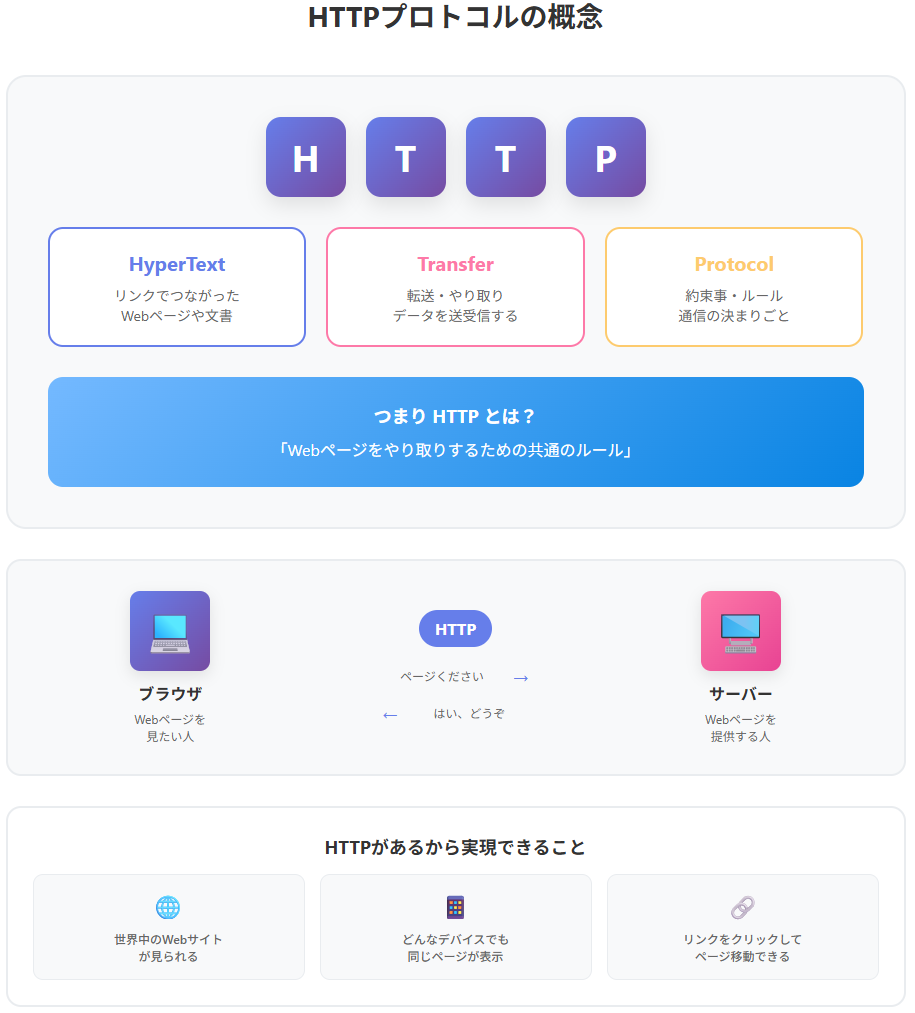 HTTPプロトコルの概念
H T T P
HyperText
リンクでつながった
Webページや文書
Transfer
転送・やり取り
データを送受信する
Protocol
約束事・ルール
通信の決まりごと
つまり HTTP とは？
「Webページをやり取りするための共通のルール」
ブラウザ
Webページを
見たい人
HTTP
ページください →
← はい、どうぞ
サーバー
Webページを
提供する人
HTTPがあるから実現できること
世界中のWebサイト
が見られる
どんなデバイスでも
同じページが表示
リンクをクリックして
ページ移動できる